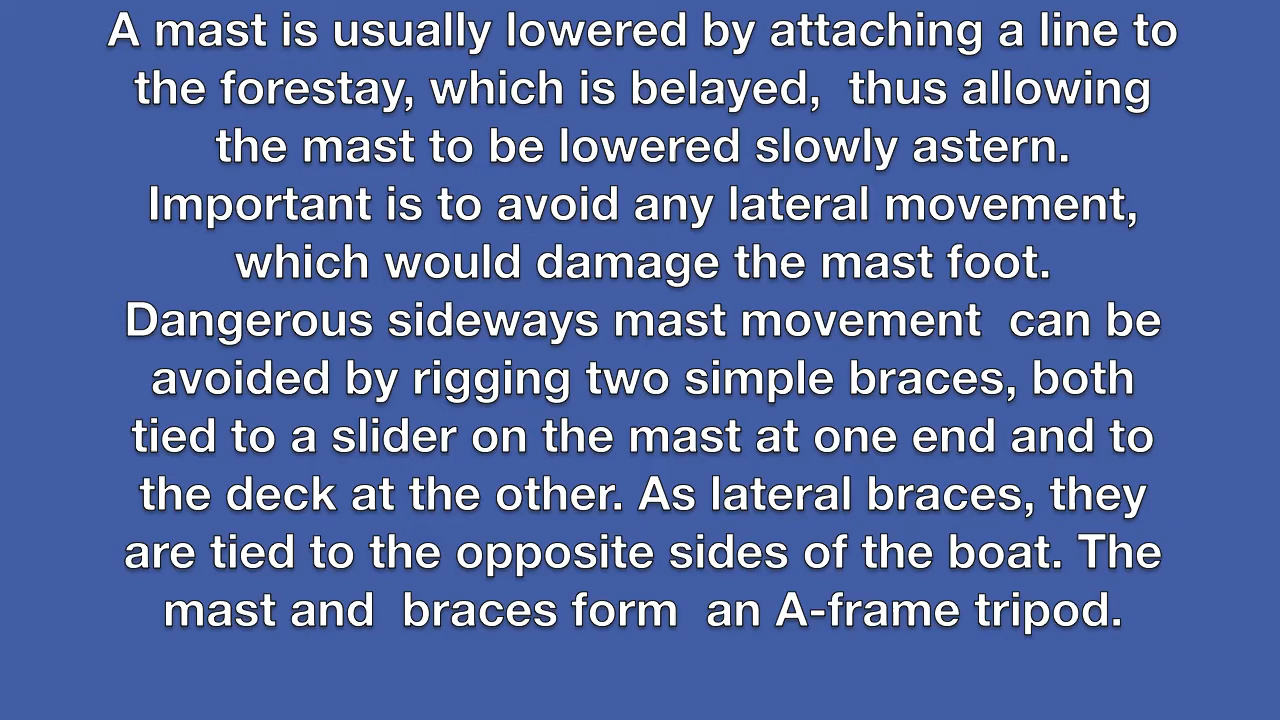 A mast is usually lowered by attaching a line to
the forestay, which is belayed,  thus allowing
the mast to be lowered slowly astern.
Important is to avoid any lateral movement,
which would damage the mast foot.
Dangerous sideways mast movement  can be
avoided by rigging two simple braces, both
tied to a slider on the mast at one end and to
the deck at the other. As lateral braces, they
are tied to the opposite sides of the boat. The
mast and  braces form  an A-frame tripod.